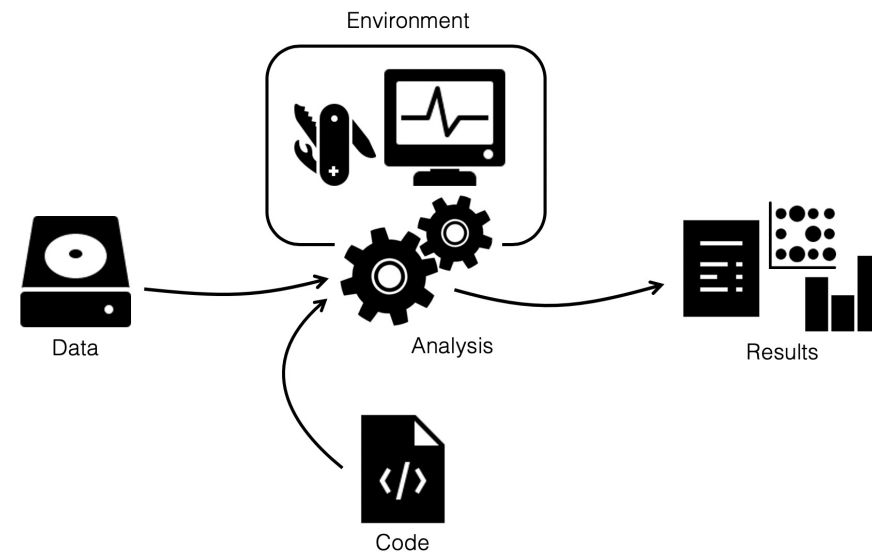 Environment
Data
Analysis
Results
Code